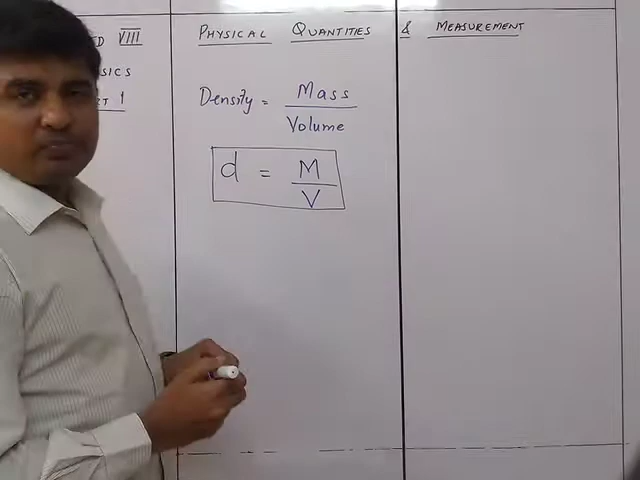 VIII
PHYSICAL QUANTITIES & MEASUREMENT
Density = Mass
Volume
d = M
V